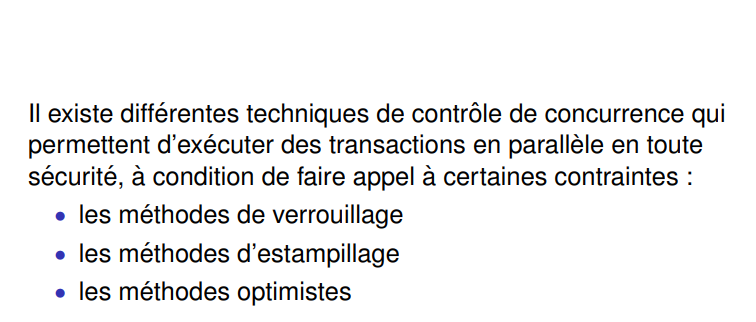 Il existe différentes techniques de contrôle de concurrence qui
permettent d'exécuter des transactions en parallèle en toute
sécurité, à condition de faire appel à certaines contraintes :
• les méthodes de verrouillage
• les méthodes d'estampillage
• les méthodes optimistes